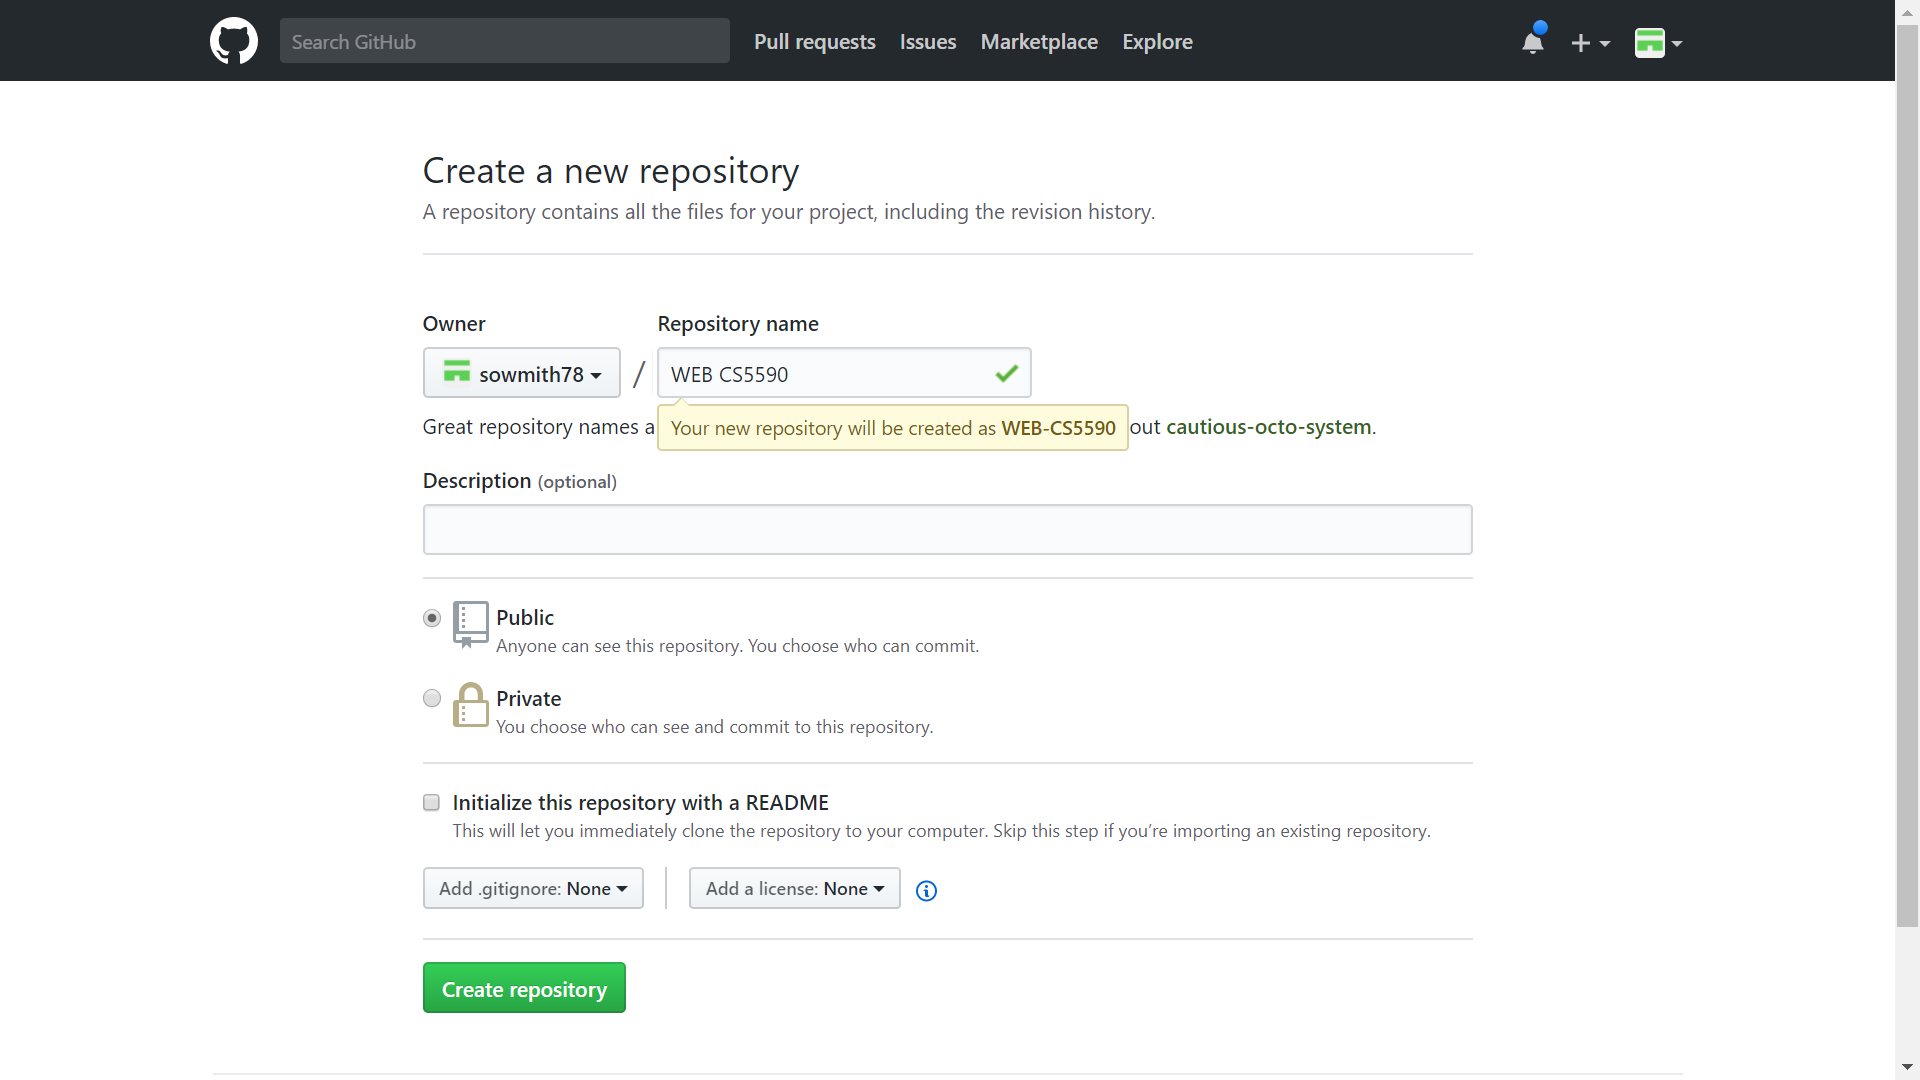 Search GitHub
Pull requests Issues Marketplace Explore
Create a new repository
A repository contains all the files for your project, including the revision history.
Owner
Repository name
sowmith78 / WEB CS5590
Great repository names a
Your new repository will be created as WEB-CS5590
out cautious-octo-system.
Description (optional)
Public
Anyone can see this repository. You choose who can commit.
Private
You choose who can see and commit to this repository.
Initialize this repository with a README
This will let you immediately clone the repository to your computer. Skip this step if you’re importing an existing repository.
Add .gitignore: None
Add a license: None
Create repository